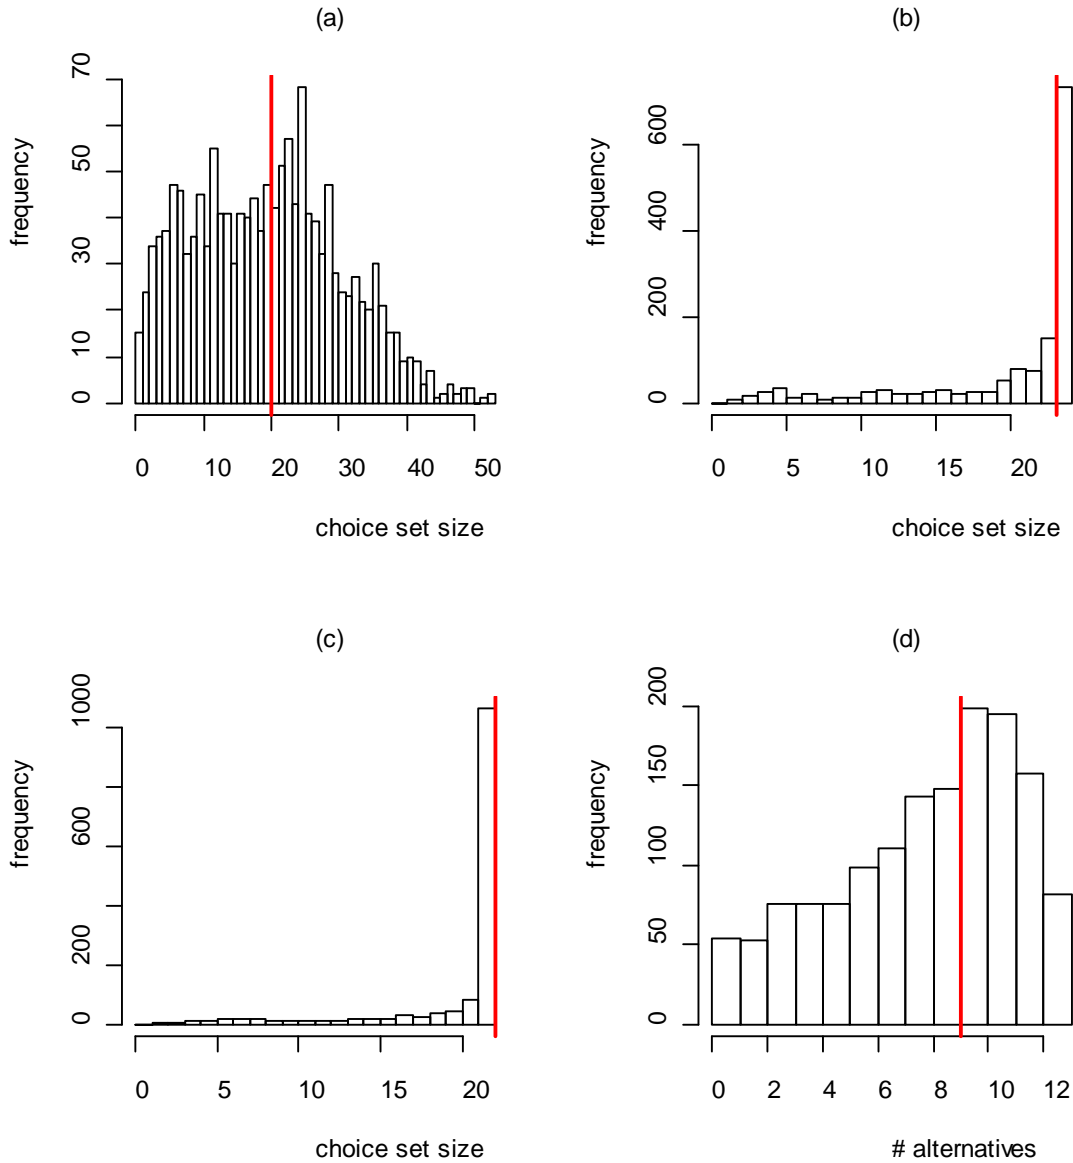 (a)
(b)
frequency
70
50
30
10
0
0 10 20 30 40 50
choice set size
frequency
600
400
200
0
0 5 10 15 20
choice set size
(c)
(d)
frequency
1000
600
200
0
0 5 10 15 20
choice set size
frequency
200
150
100
50
0
0 2 4 6 8 10 12
# alternatives